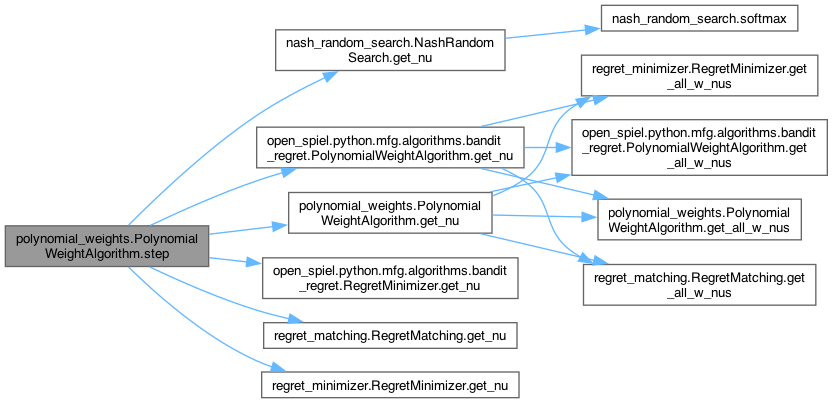 nash_random_search.softmax
nash_random_search.NashRandom
Search.get_nu
regret_minimizer.RegretMinimizer.get
_all_w_nus
open_spiel.python.mfg.algorithms.bandit
_regret.PolynomialWeightAlgorithm.get_nu
open_spiel.python.mfg.algorithms.bandit
_regret.PolynomialWeightAlgorithm.get
_all_w_nus
polynomial_weights.Polynomial
WeightAlgorithm.get_nu
polynomial_weights.Polynomial
WeightAlgorithm.get_all_w_nus
polynomial_weights.Polynomial
WeightAlgorithm.step
open_spiel.python.mfg.algorithms.bandit
_regret.RegretMinimizer.get_nu
regret_matching.RegretMatching.get
_all_w_nus
regret_matching.RegretMatching.get_nu
regret_minimizer.RegretMinimizer.get_nu